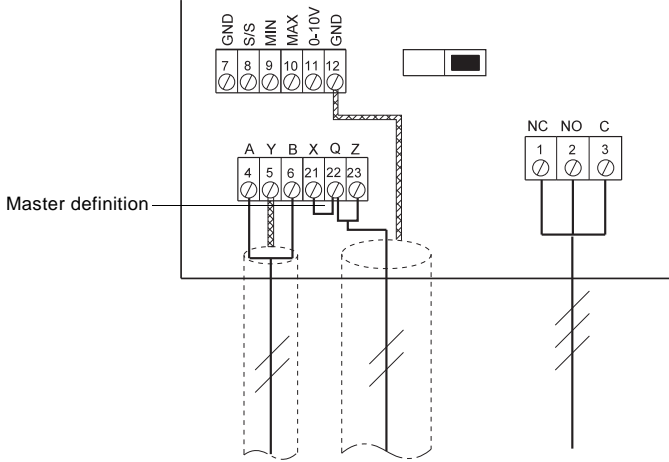 GND S/S MIN MAX 0-10V GND
7 8 9 10 11 12
NC NO C
1 2 3
A Y B X Q Z
4 5 6 21 22 23
Master definition